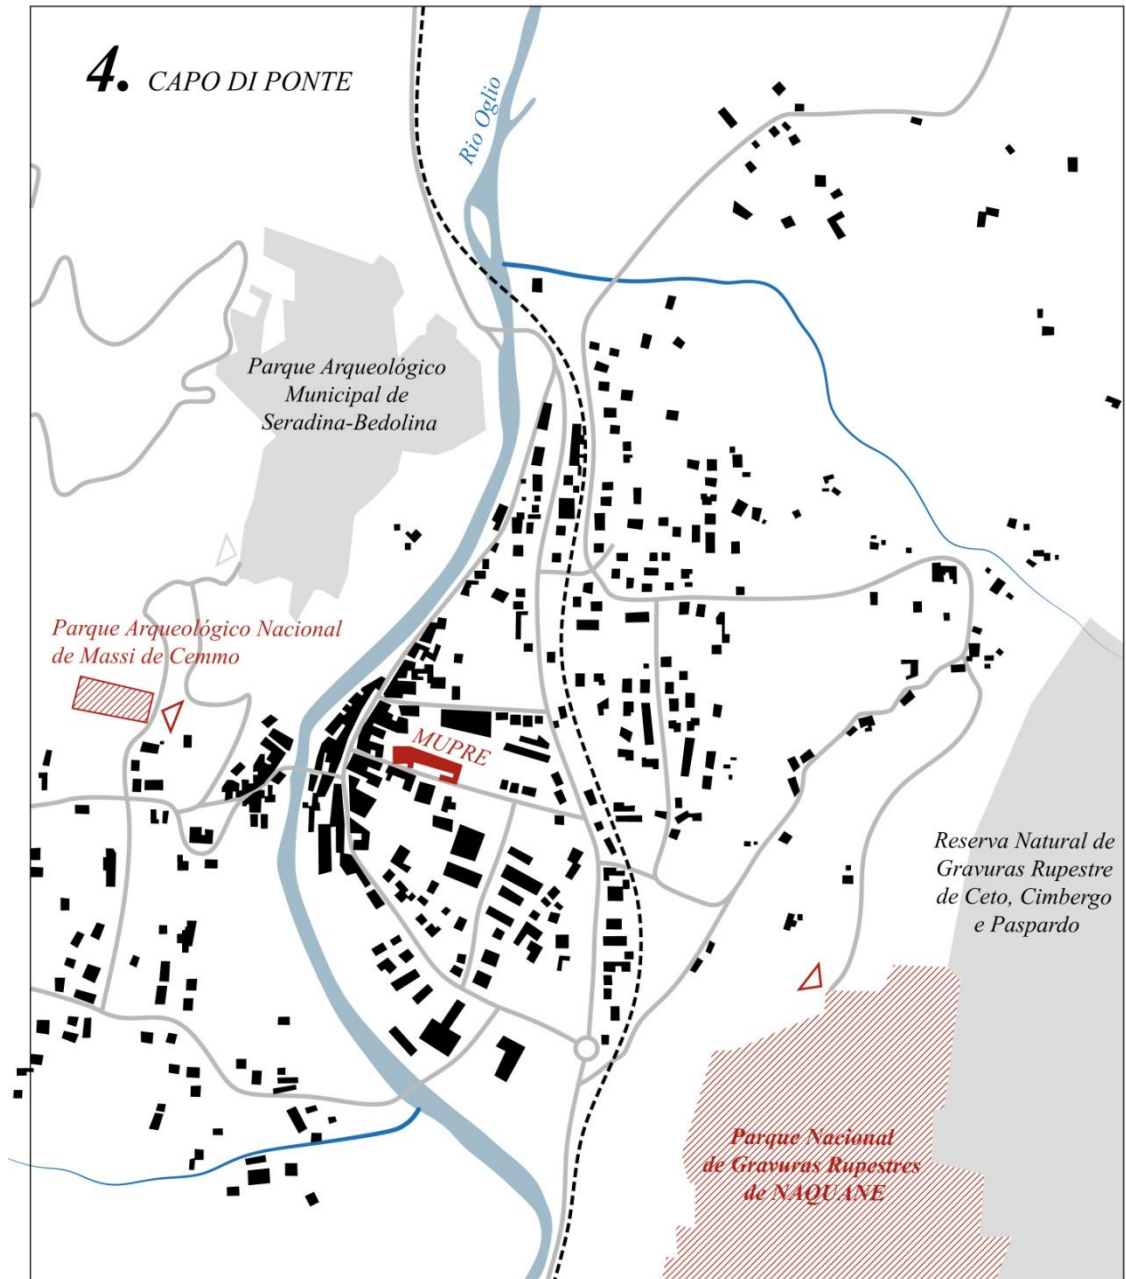 4. CAPO DI PONTE
Rio Oglio
Parque Arqueológico
Municipal de
Seradina-Bedolina
Parque Arqueológico Nacional
de Massi de Cemmo
MUPRE
Reserva Natural de
Gravuras Rupestre
de Ceto, Cimbergo
e Paspardo
Parque Nacional
de Gravuras Rupestres
de NAQUANE